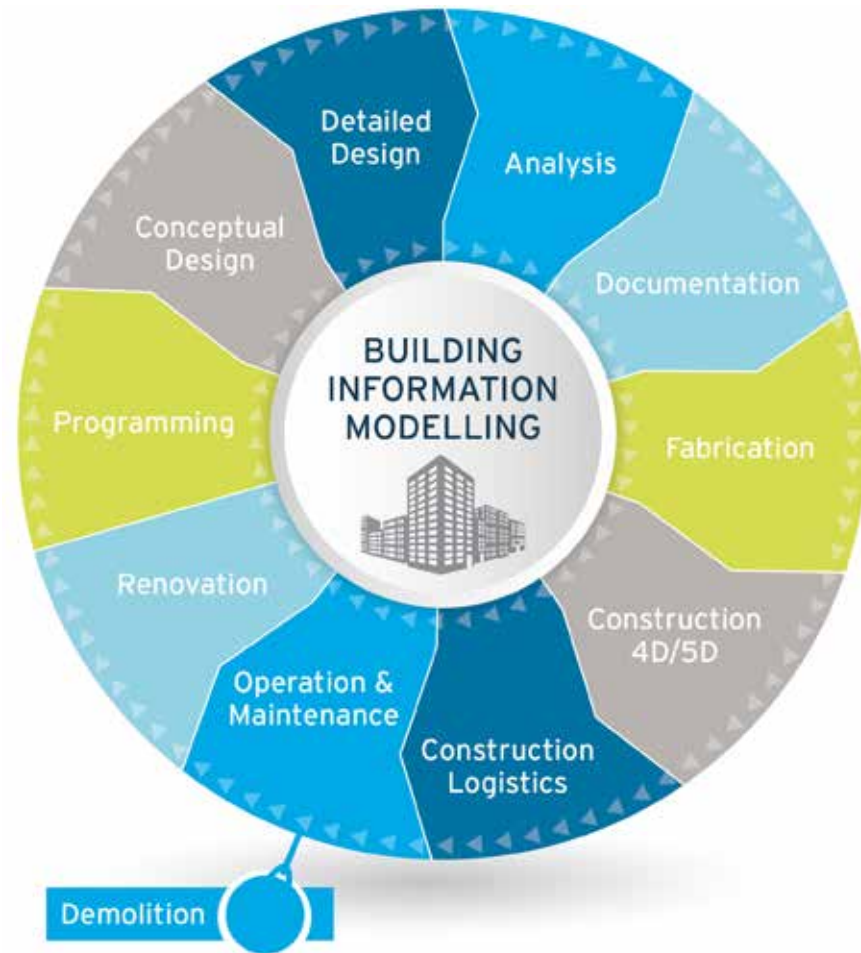 Detailed
Design
Analysis
Conceptual
Design
Documentation
BUILDING
INFORMATION
MODELLING
Programming
Fabrication
Renovation
Construction
4D/5D
Operation &
Maintenance
Construction
Logistics
Demolition